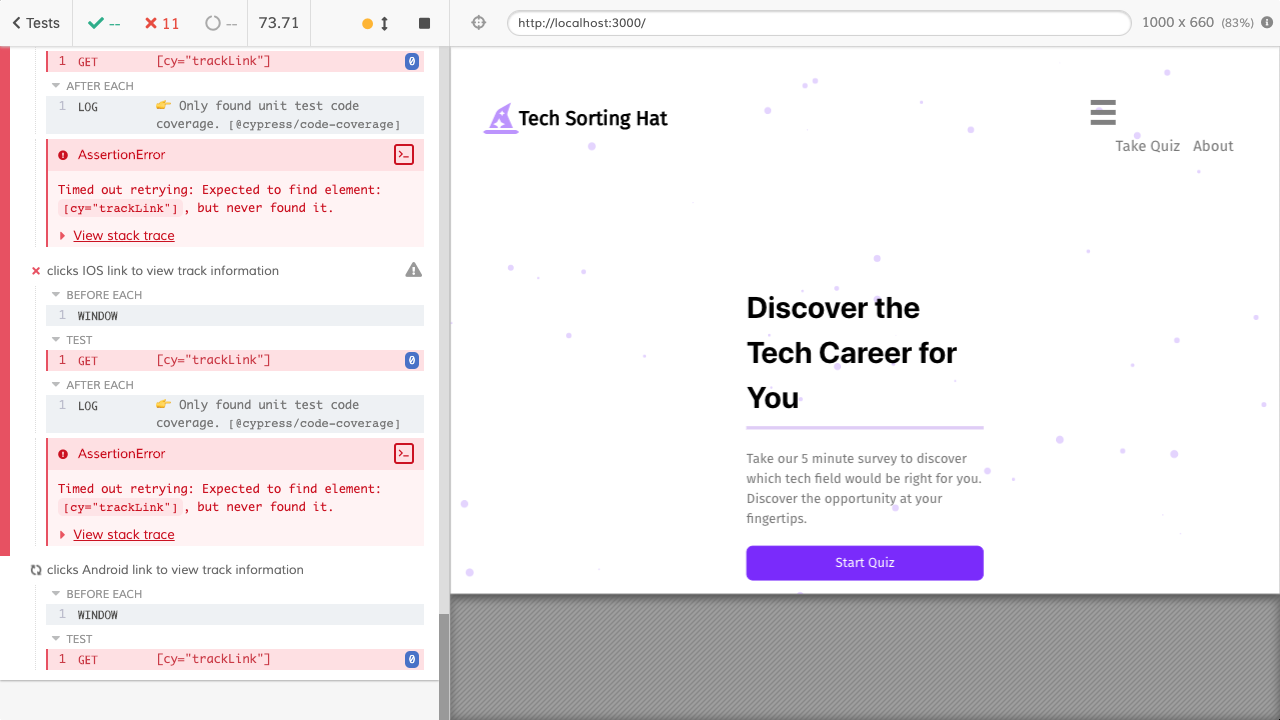 Tests
--
11
--
73.71
http://localhost:3000/
1000 x 660 (83%)
1 GET [cy="trackLink"] 0
AFTER EACH
1 LOG 👉 Only found unit test code
coverage. [@cypress/code-coverage]
AssertionError
Timed out retrying: Expected to find element:
[cy="trackLink"], but never found it.
View stack trace
clicks IOS link to view track information
BEFORE EACH
1 WINDOW
TEST
1 GET [cy="trackLink"] 0
AFTER EACH
1 LOG 👉 Only found unit test code
coverage. [@cypress/code-coverage]
AssertionError
Timed out retrying: Expected to find element:
[cy="trackLink"], but never found it.
View stack trace
clicks Android link to view track information
BEFORE EACH
1 WINDOW
TEST
1 GET [cy="trackLink"] 0
Tech Sorting Hat
Take Quiz About
Discover the
Tech Career for
You
Take our 5 minute survey to discover
which tech field would be right for you.
Discover the opportunity at your
fingertips.
Start Quiz